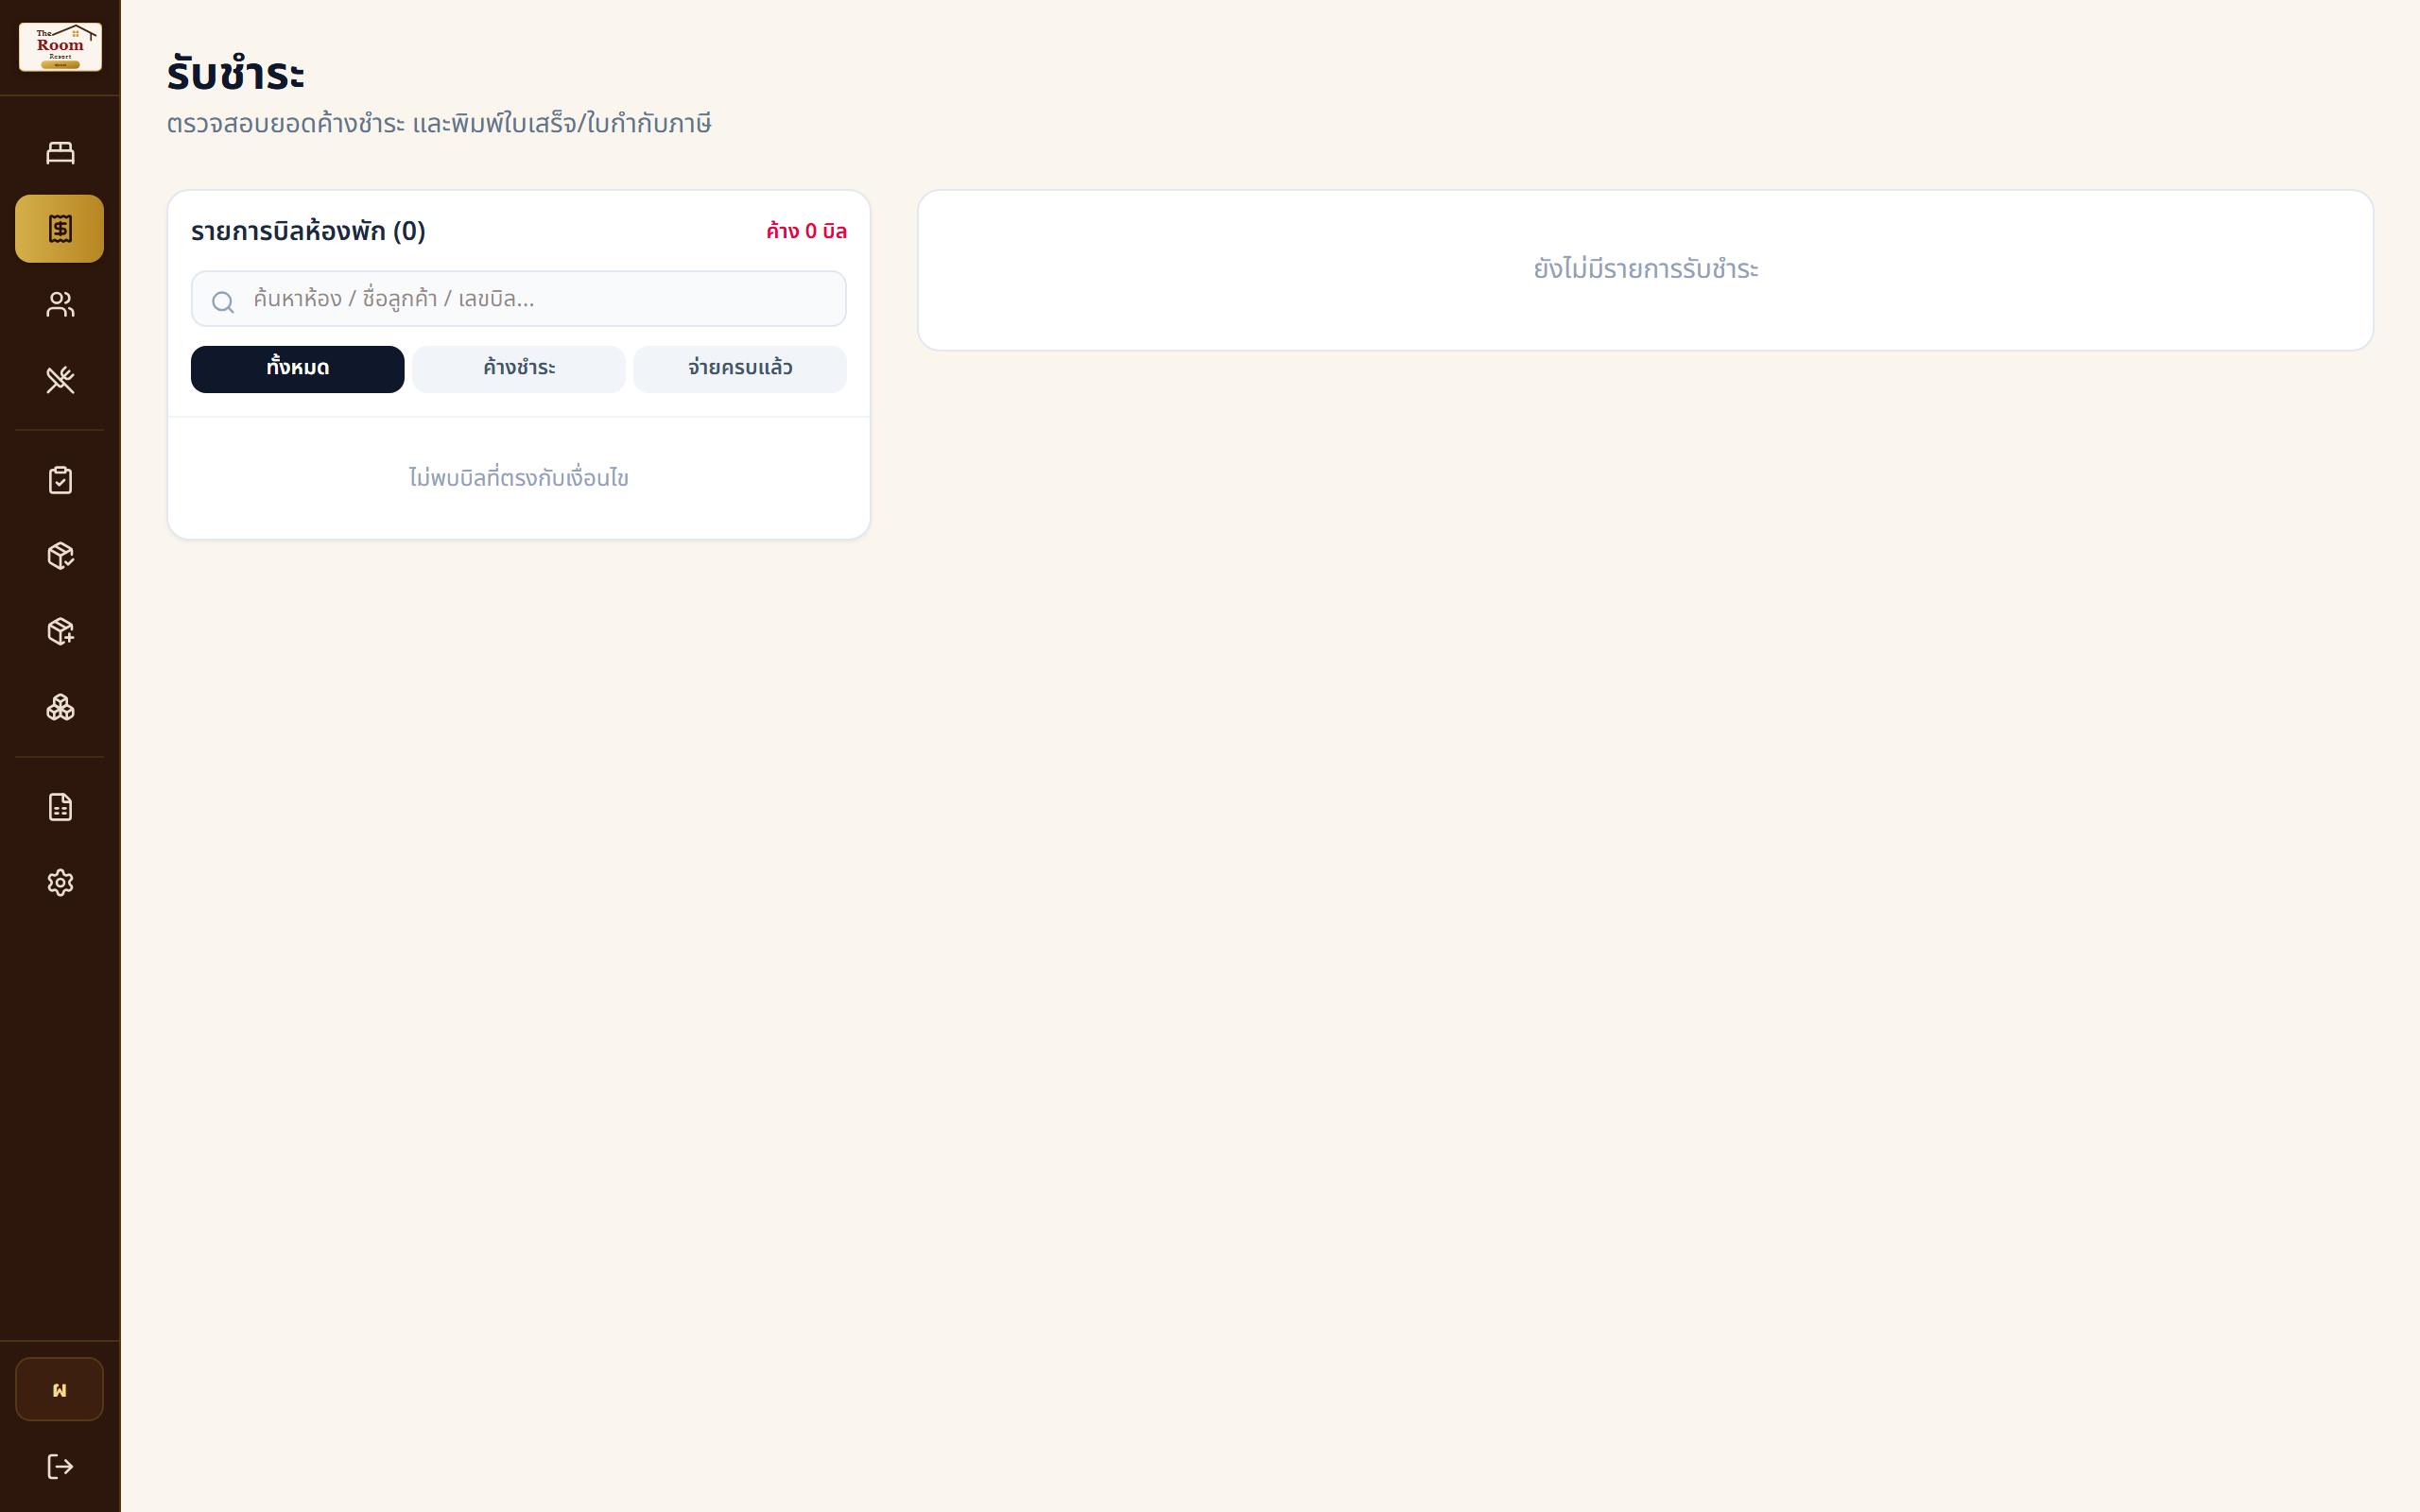 The
Room
Resort
รับชำระ
ตรวจสอบยอดค้างชำระ และพิมพ์ใบเสร็จ/ใบกำกับภาษี
รายการบิลห้องพัก (0)
ค้าง 0 บิล
ค้นหาห้อง / ชื่อลูกค้า / เลขบิล...
ทั้งหมด
ค้างชำระ
จ่ายครบแล้ว
ไม่พบบิลที่ตรงกับเงื่อนไข
ยังไม่มีรายการรับชำระ
ผ